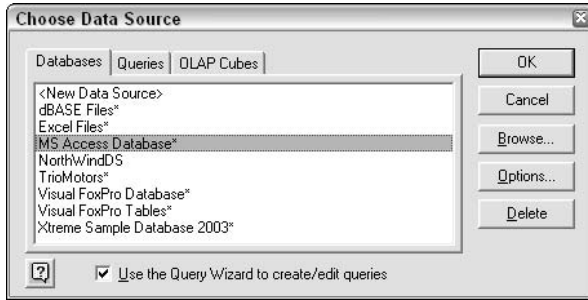 Choose Data Source
Databases Queries OLAP Cubes
<New Data Source>
dBASE Files*
Excel Files*
MS Access Database*
NorthWindDS
TrioMotors*
Visual FoxPro Database*
Visual FoxPro Tables*
Xtreme Sample Database 2003*
OK
Cancel
Browse...
Options...
Delete
? Use the Query Wizard to create/edit queries